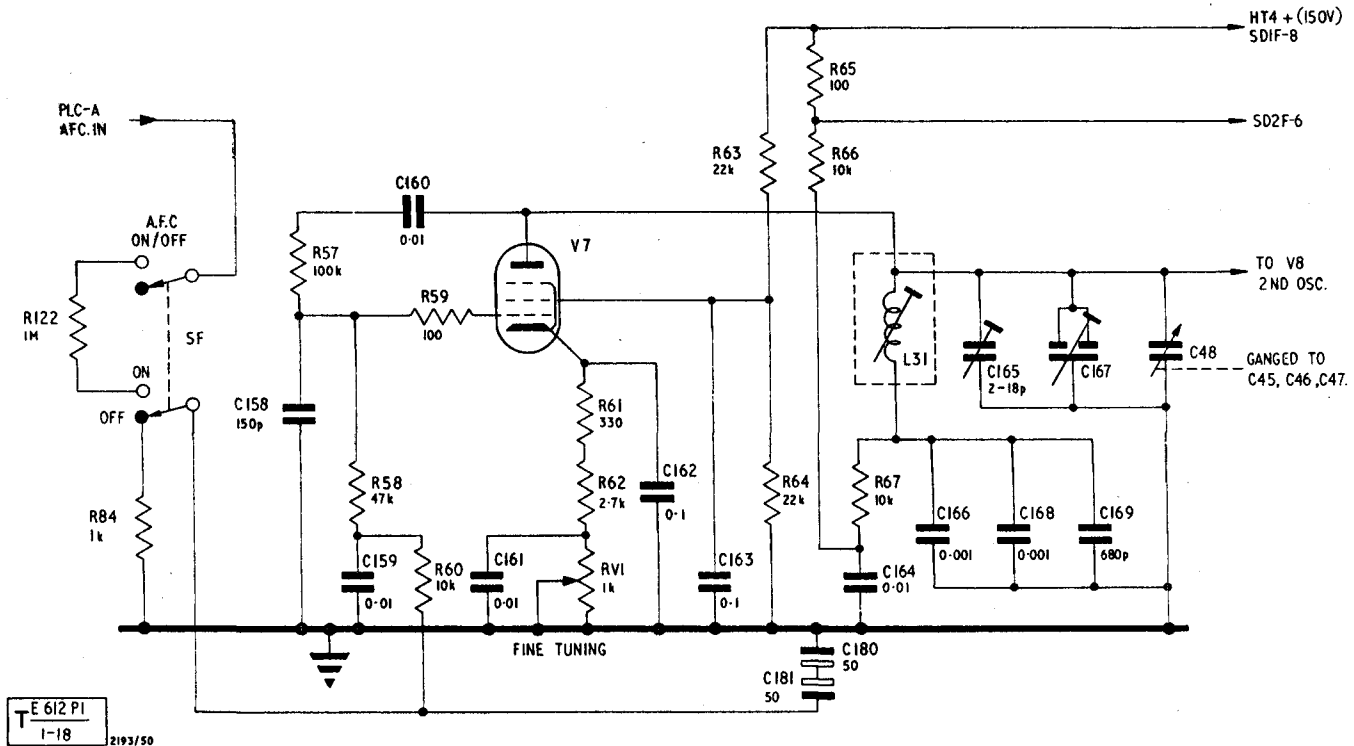 HT4 + (150V)
SD1F-8
R65
100
PLC-A
AFC. IN
SD2F-6
R63
22k
R66
10k
C160
0·01
A.F.C
ON/OFF
V7
R57
100k
TO V8
2ND OSC.
R59
100
R122
1M
SF
L31
C165
2-18p
C167
C48
GANGED TO
C45, C46, C47.
ON
OFF
C158
150p
R61
330
R58
47k
R62
2·7k
C162
0·1
R64
22k
R67
10k
R84
1k
C166
0·001
C168
0·001
C169
680p
C159
0·01
R60
10k
C161
0·01
RV1
1k
C163
0·1
C164
0·01
FINE TUNING
C180
50
C181
50
T E 612 P1
1-18
2193/50